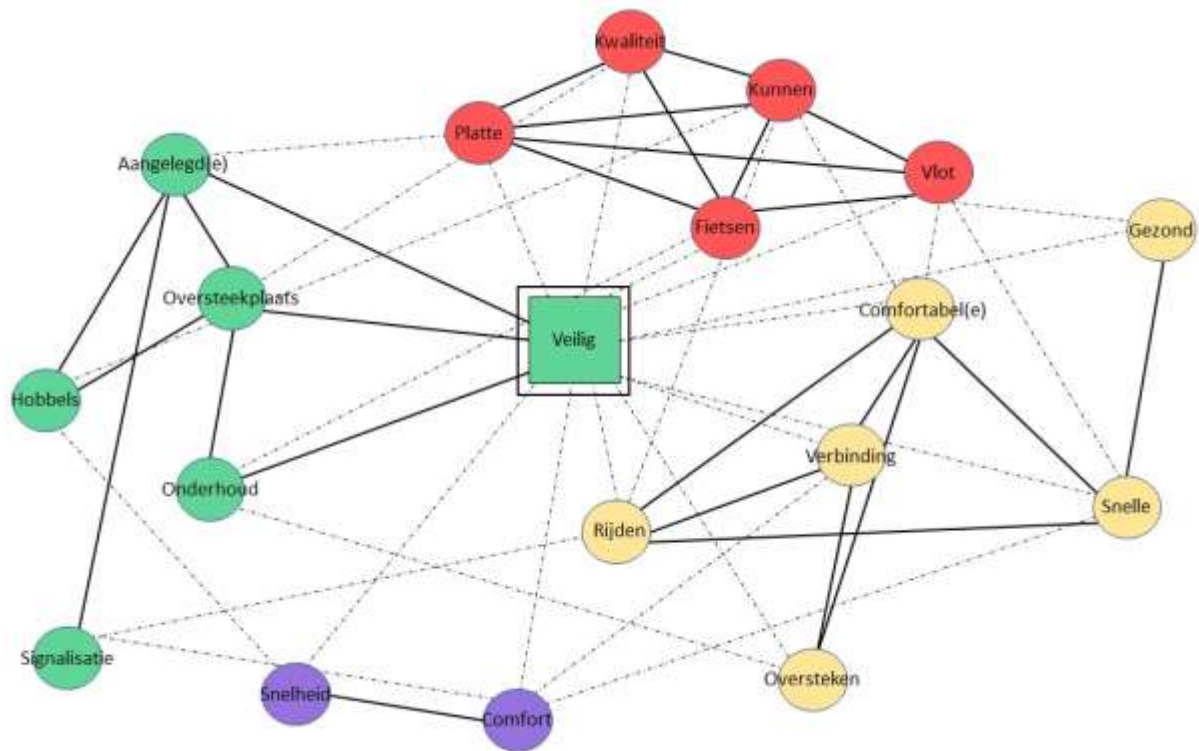 Kwaliteit
Kunnen
Platte
Aangelegd(e)
Vlot
Fietsen
Gezond
Oversteekplaats
Comfortabel(e)
Veilig
Hobbels
Verbinding
Onderhoud
Snelle
Rijden
Signalisatie
Oversteken
Snelheid
Comfort